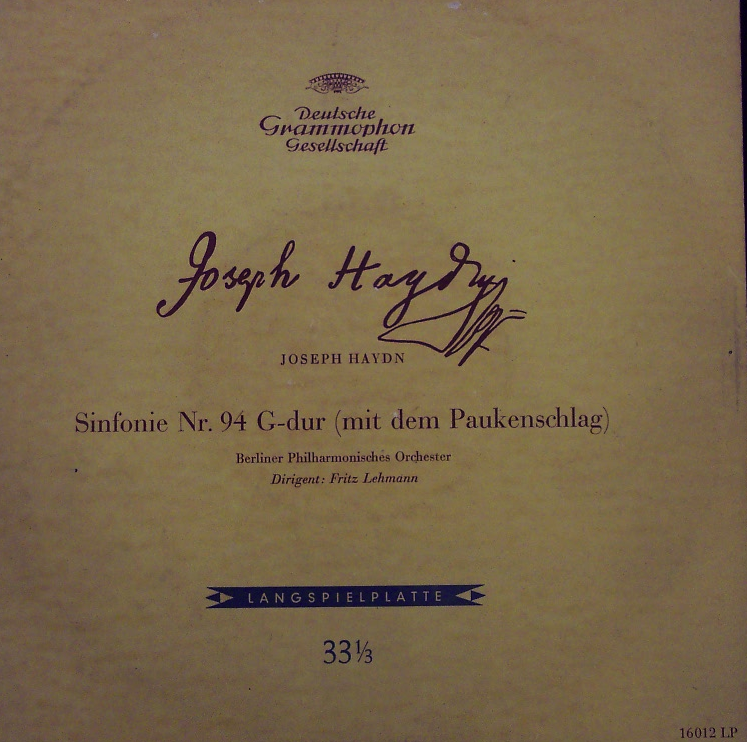 Deutsche
Grammophon
Gesellschaft
Joseph Haydn
JOSEPH HAYDN
Sinfonie Nr. 94 G-dur (mit dem Paukenschlag)
Berliner Philharmonisches Orchester
Dirigent: Fritz Lehmann
LANGSPIELPLATTE
33⅓
16012 LP